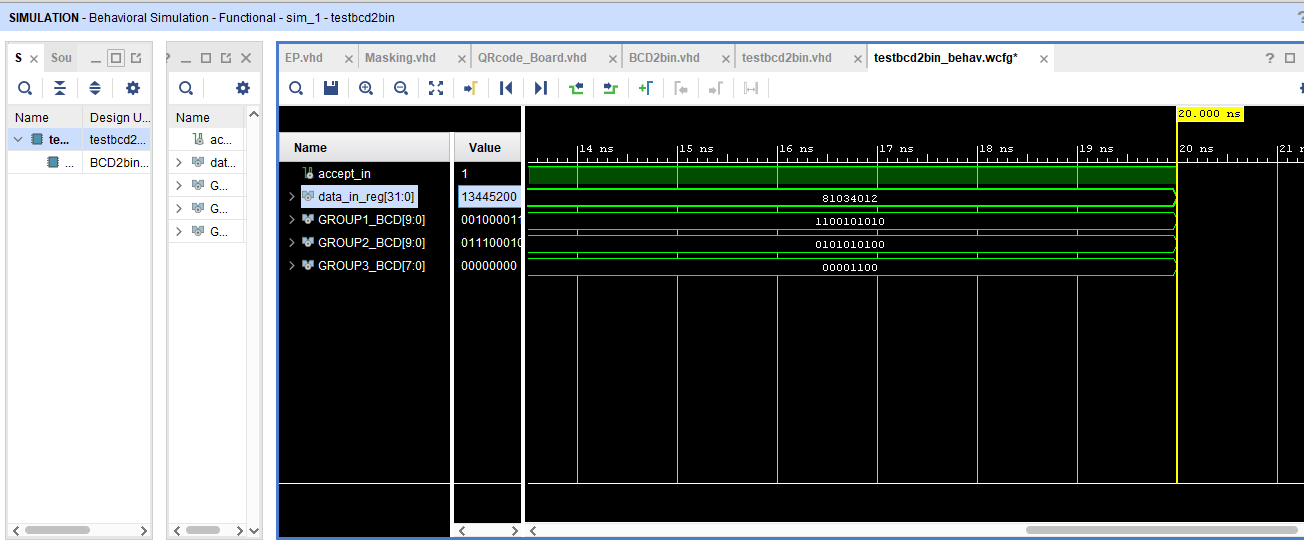 SIMULATION - Behavioral Simulation - Functional - sim_1 - testbcd2bin
S
Sou
EP.vhd
Masking.vhd
QRcode_Board.vhd
BCD2bin.vhd
testbcd2bin.vhd
testbcd2bin_behav.wcfg*
Name Design U...
te... testbcd2...
... BCD2bin...
Name
ac...
dat...
G...
G...
G...
20.000 ns
Name Value
14 ns 15 ns 16 ns 17 ns 18 ns 19 ns 20 ns 21 n
accept_in 1
data_in_reg[31:0] 13445200 81034012
GROUP1_BCD[9:0] 001000011 1100101010
GROUP2_BCD[9:0] 011100010 0101010100
GROUP3_BCD[7:0] 00000000 00001100